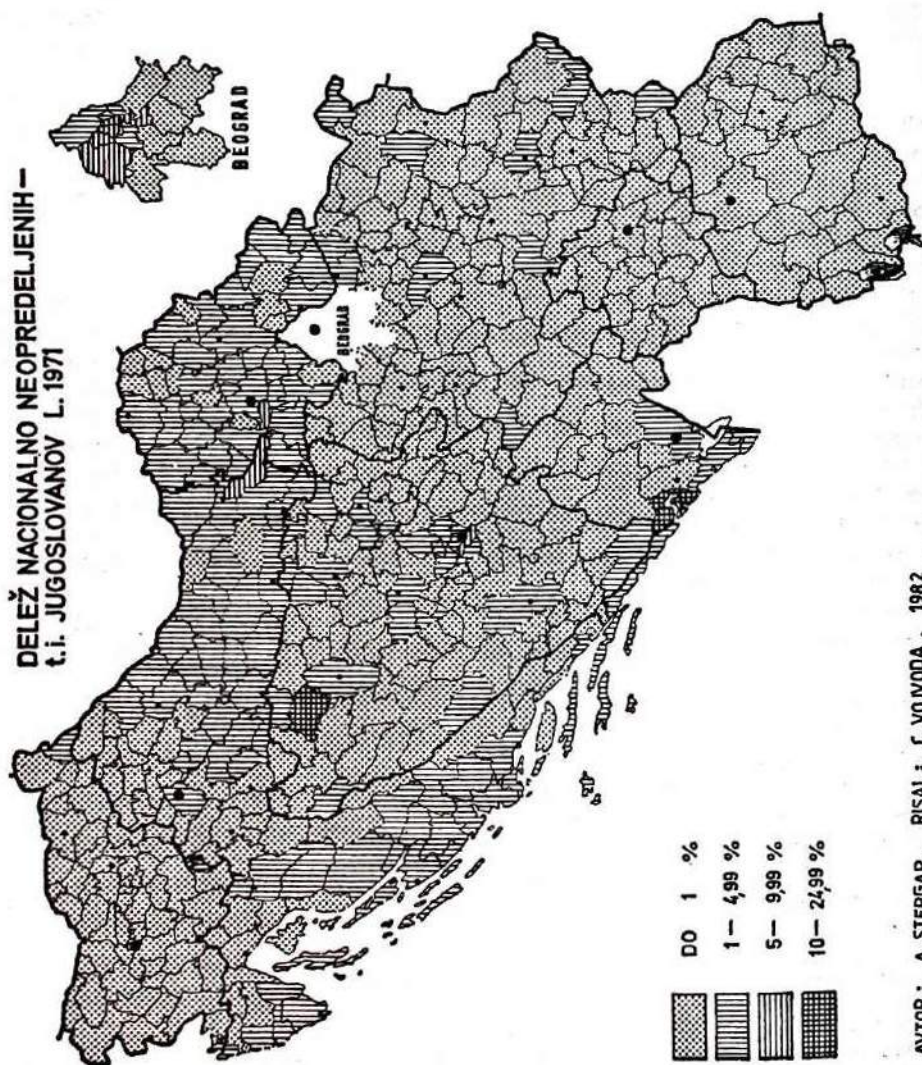 DELEŽ NACIONALNO NEOPREDELJENIH—
t.i. JUGOSLOVANOV L. 1971
BEOGRAD
BEOGRAD
DO 1 %
1 — 4,99 %
5 — 9,99 %
10— 24,99 %
AVTOR: A. STERGAR RISAL: VOJVODA 1982